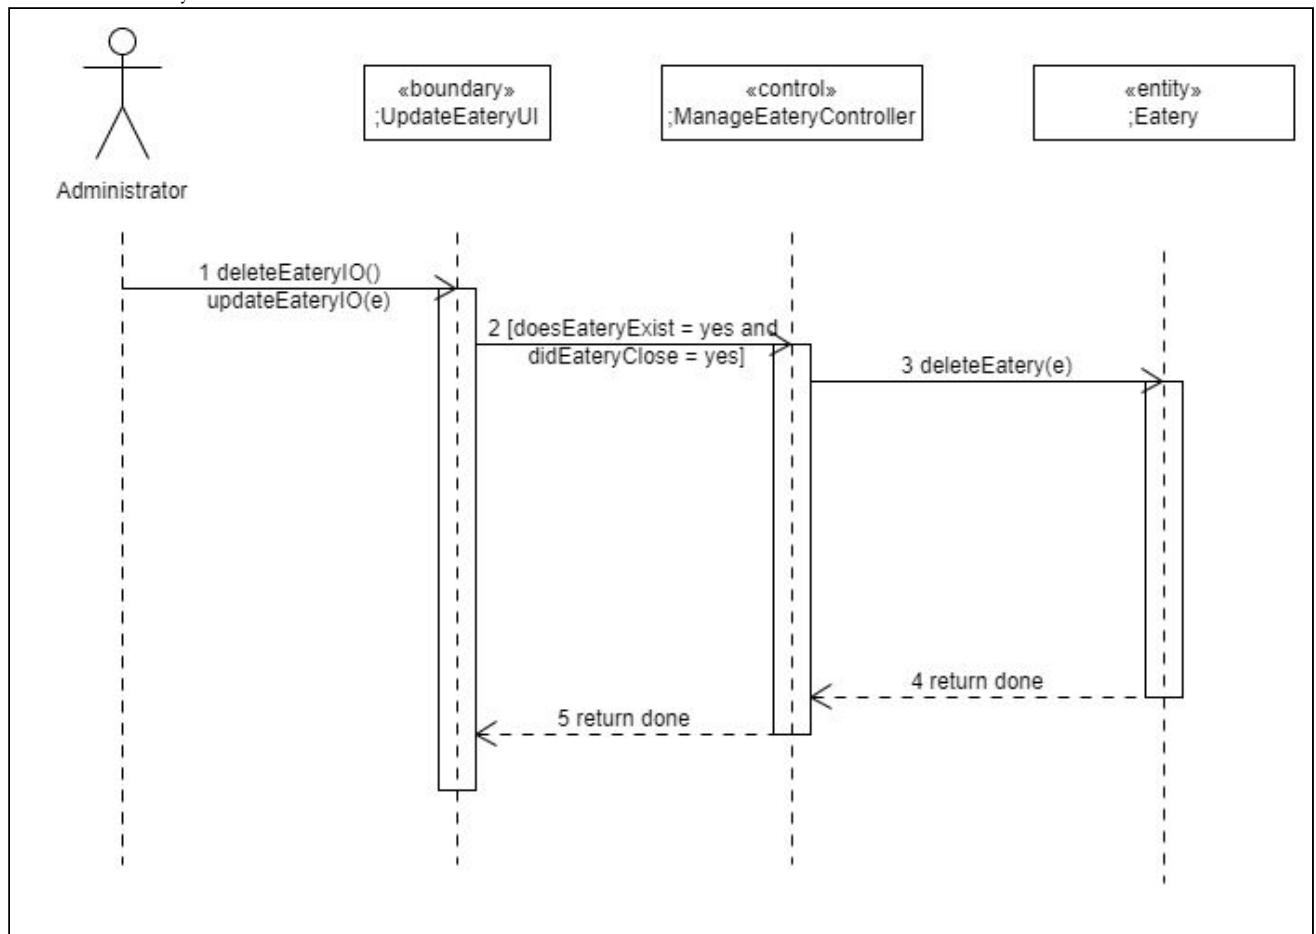 «boundary»
;UpdateEateryUI
«control»
;ManageEateryController
«entity»
;Eatery
Administrator
1 deleteEateryIO()
updateEateryIO(e)
2 [doesEateryExist = yes and
didEateryClose = yes]
3 deleteEatery(e)
4 return done
5 return done